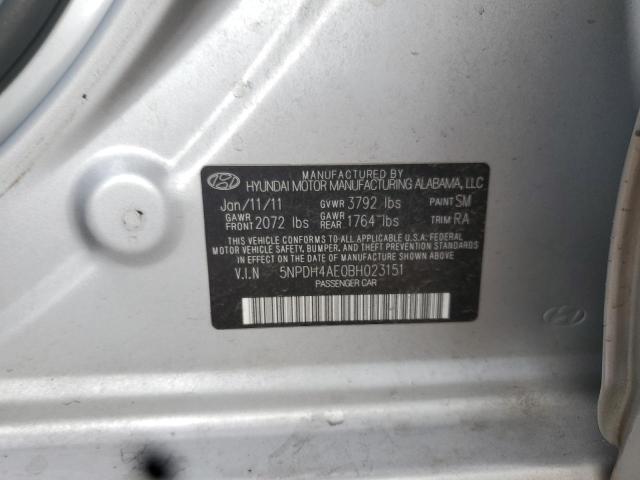 MANUFACTURED BY
HYUNDAI MOTOR MANUFACTURING ALABAMA, LLC
Jan/11/11 GVWR 3792 lbs PAINT SM
GAWR FRONT 2072 lbs GAWR REAR 1764 lbs TRIM RA
THIS VEHICLE CONFORMS TO ALL APPLICABLE U.S.A. FEDERAL
MOTOR VEHICLE SAFETY, BUMPER, AND THEFT PREVENTION STANDARDS
IN EFFECT ON THE DATE OF MANUFACTURE SHOWN ABOVE.
V.I.N 5NPDH4AE0BH023151
PASSENGER CAR